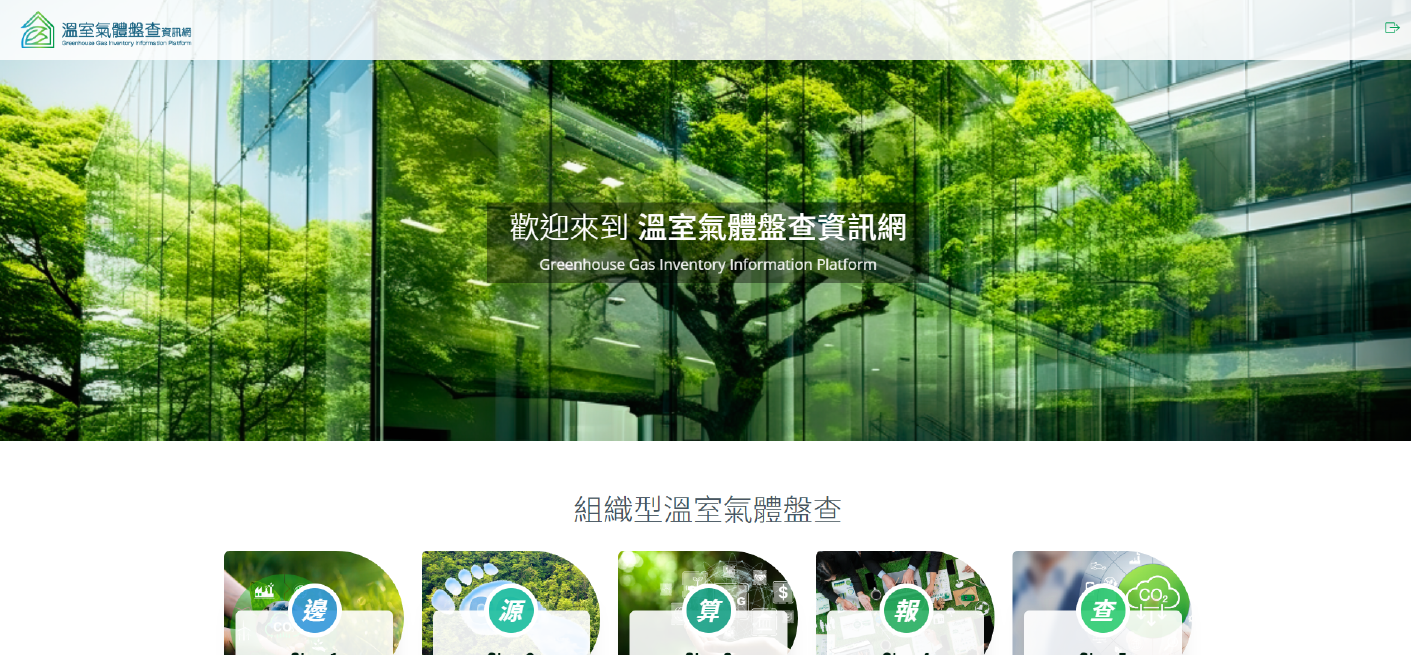 溫室氣體盤查資訊網
Greenhouse Gas Inventory Information Platform
歡迎來到 溫室氣體盤查資訊網
Greenhouse Gas Inventory Information Platform
組織型溫室氣體盤查
邊
源
算
報
查
CO₂
$
G